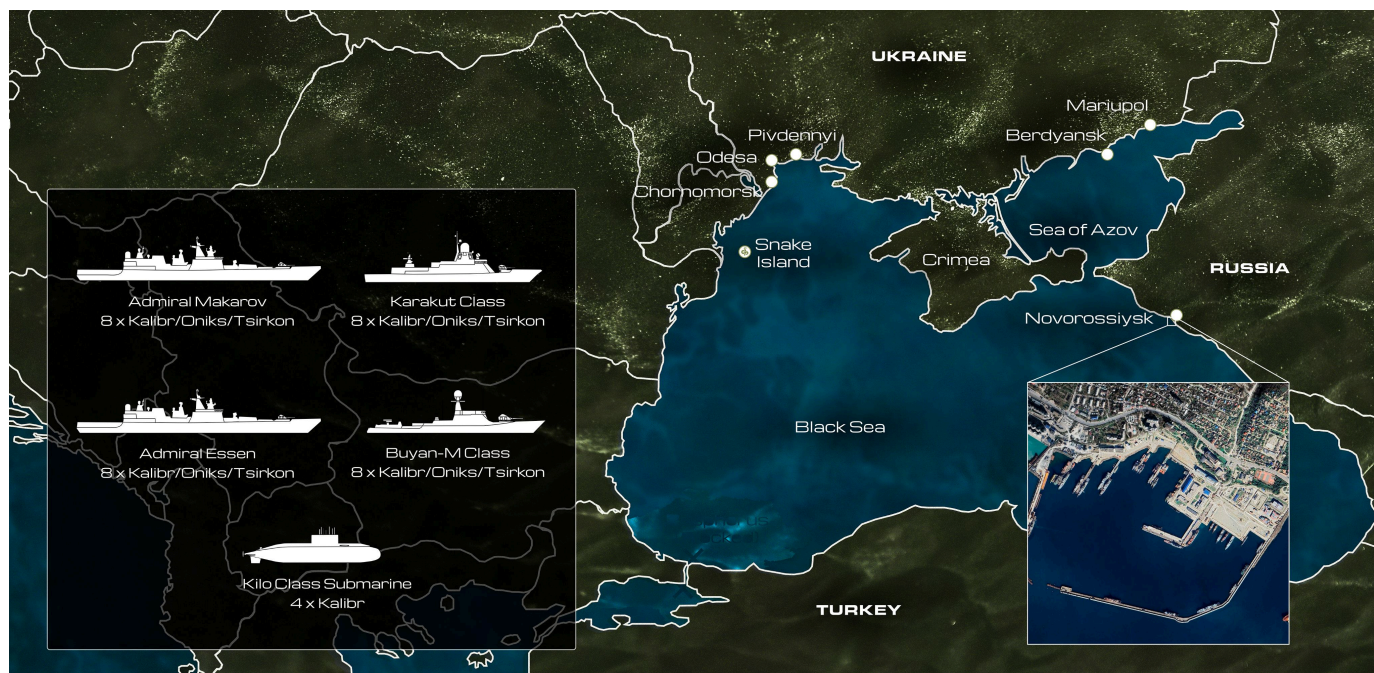 UKRAINE
Mariupol
Pivdennyi
Berdyansk
Odesa
Chornomorsk
Sea of Azov
Snake
Island
Crimea
RUSSIA
Novorossiysk
Black Sea
TURKEY
Admiral Makarov
8 x Kalibr/Oniks/Tsirkon
Karakut Class
8 x Kalibr/Oniks/Tsirkon
Admiral Essen
8 x Kalibr/Oniks/Tsirkon
Buyan-M Class
8 x Kalibr/Oniks/Tsirkon
Kilo Class Submarine
4 x Kalibr